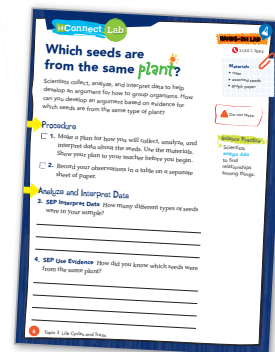 uConnect Lab
HANDS-ON LAB
Which seeds are
from the same plant?
Scientists collect, analyze, and interpret data to help
develop an argument for how to group organisms. How
can you develop an argument based on evidence for
which seeds are from the same type of plant?
Materials
• assorted seeds
• graph paper
Do not
Science Practice
Scientists
analyze data
to find
relationships
among things.
Procedure
1. Make a plan for how you will collect, analyze, and
interpret data about the seeds. Use the materials.
Show your plan to your teacher before you begin.
2. Record your observations in a table on a separate
sheet of paper.
Analyze and Interpret Data
3. SEP Interpret Data How many different types of seeds
were in your sample?
4. SEP Use Evidence How did you know which seeds were
from the same plant?
Topic 3 Life Cycles and Traits